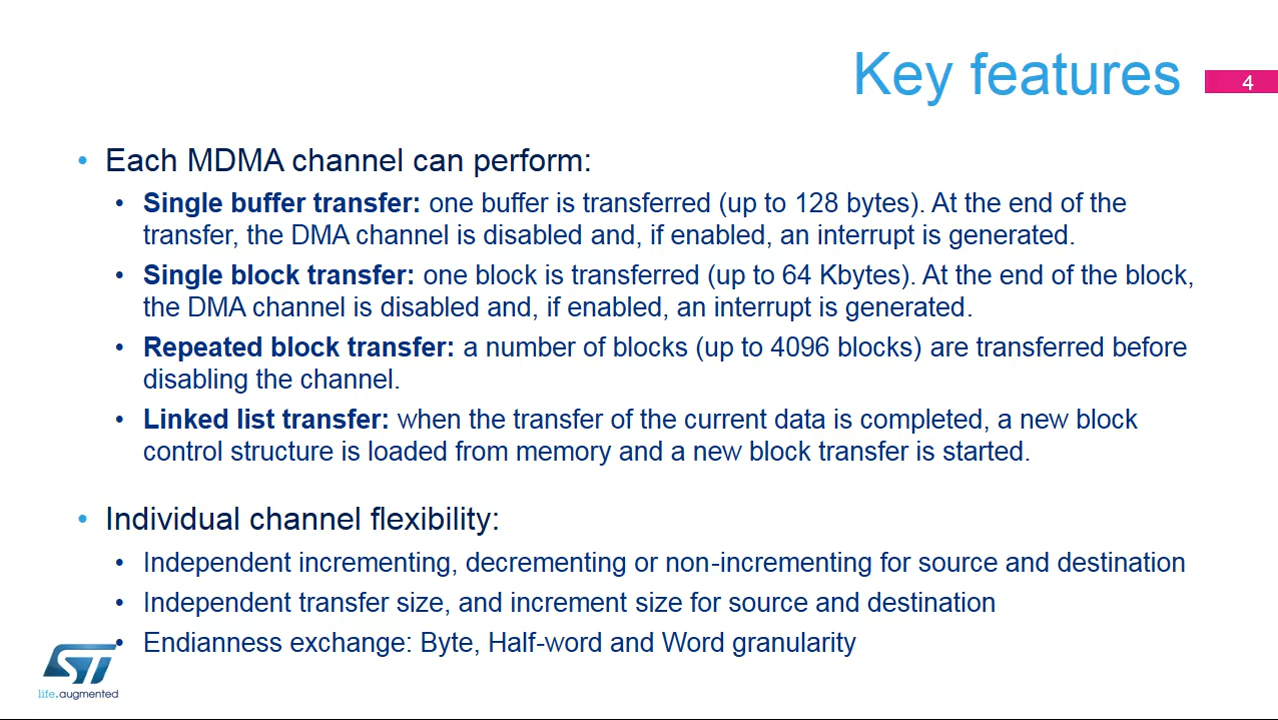 Key features
4
• Each MDMA channel can perform:
• Single buffer transfer: one buffer is transferred (up to 128 bytes). At the end of the
transfer, the DMA channel is disabled and, if enabled, an interrupt is generated.
• Single block transfer: one block is transferred (up to 64 Kbytes). At the end of the block,
the DMA channel is disabled and, if enabled, an interrupt is generated.
• Repeated block transfer: a number of blocks (up to 4096 blocks) are transferred before
disabling the channel.
• Linked list transfer: when the transfer of the current data is completed, a new block
control structure is loaded from memory and a new block transfer is started.
• Individual channel flexibility:
• Independent incrementing, decrementing or non-incrementing for source and destination
• Independent transfer size, and increment size for source and destination
• Endianness exchange: Byte, Half-word and Word granularity
ST
life.augmented